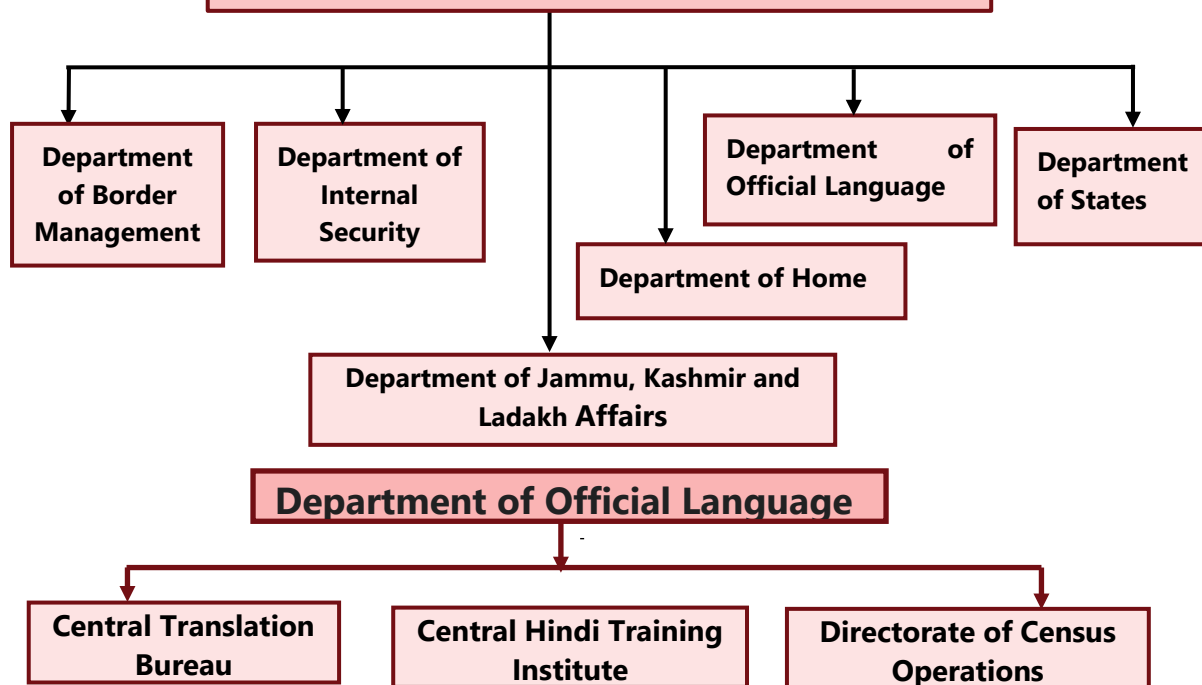 Department
of Border
Management
Department of
Internal
Security
Department of
Official Language
Department
of States
Department of Home
Department of Jammu, Kashmir and
Ladakh Affairs
Department of Official Language
-
Central Translation
Bureau
Central Hindi Training
Institute
Directorate of Census
Operations